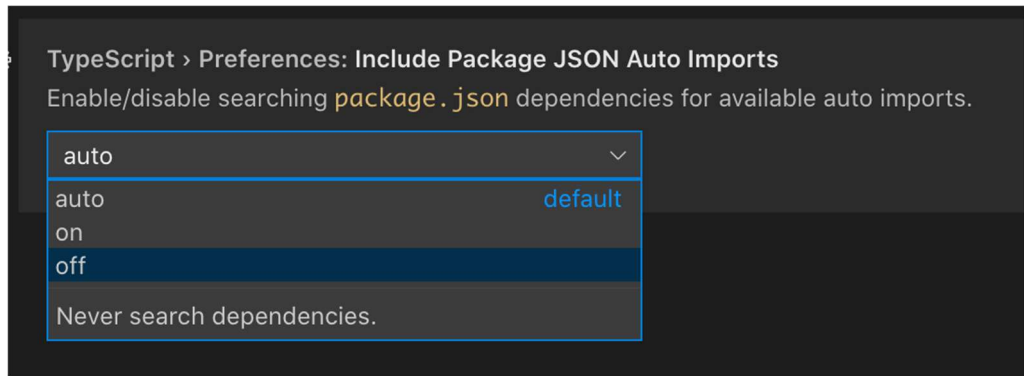 TypeScript › Preferences: Include Package JSON Auto Imports
Enable/disable searching package.json dependencies for available auto imports.
auto
auto default
on
off
Never search dependencies.